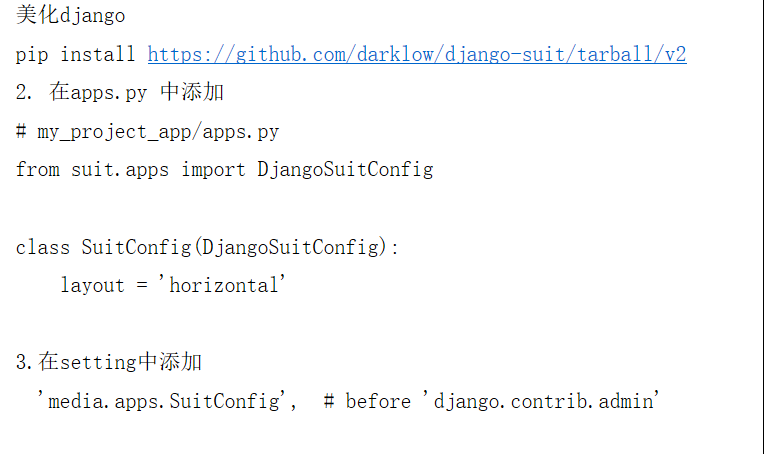 美化django
pip install https://github.com/darklow/django-suit/tarball/v2
2. 在apps.py 中添加
# my_project_app/apps.py
from suit.apps import DjangoSuitConfig
class SuitConfig(DjangoSuitConfig):
    layout = 'horizontal'
3.在setting中添加
  'media.apps.SuitConfig',  # before 'django.contrib.admin'